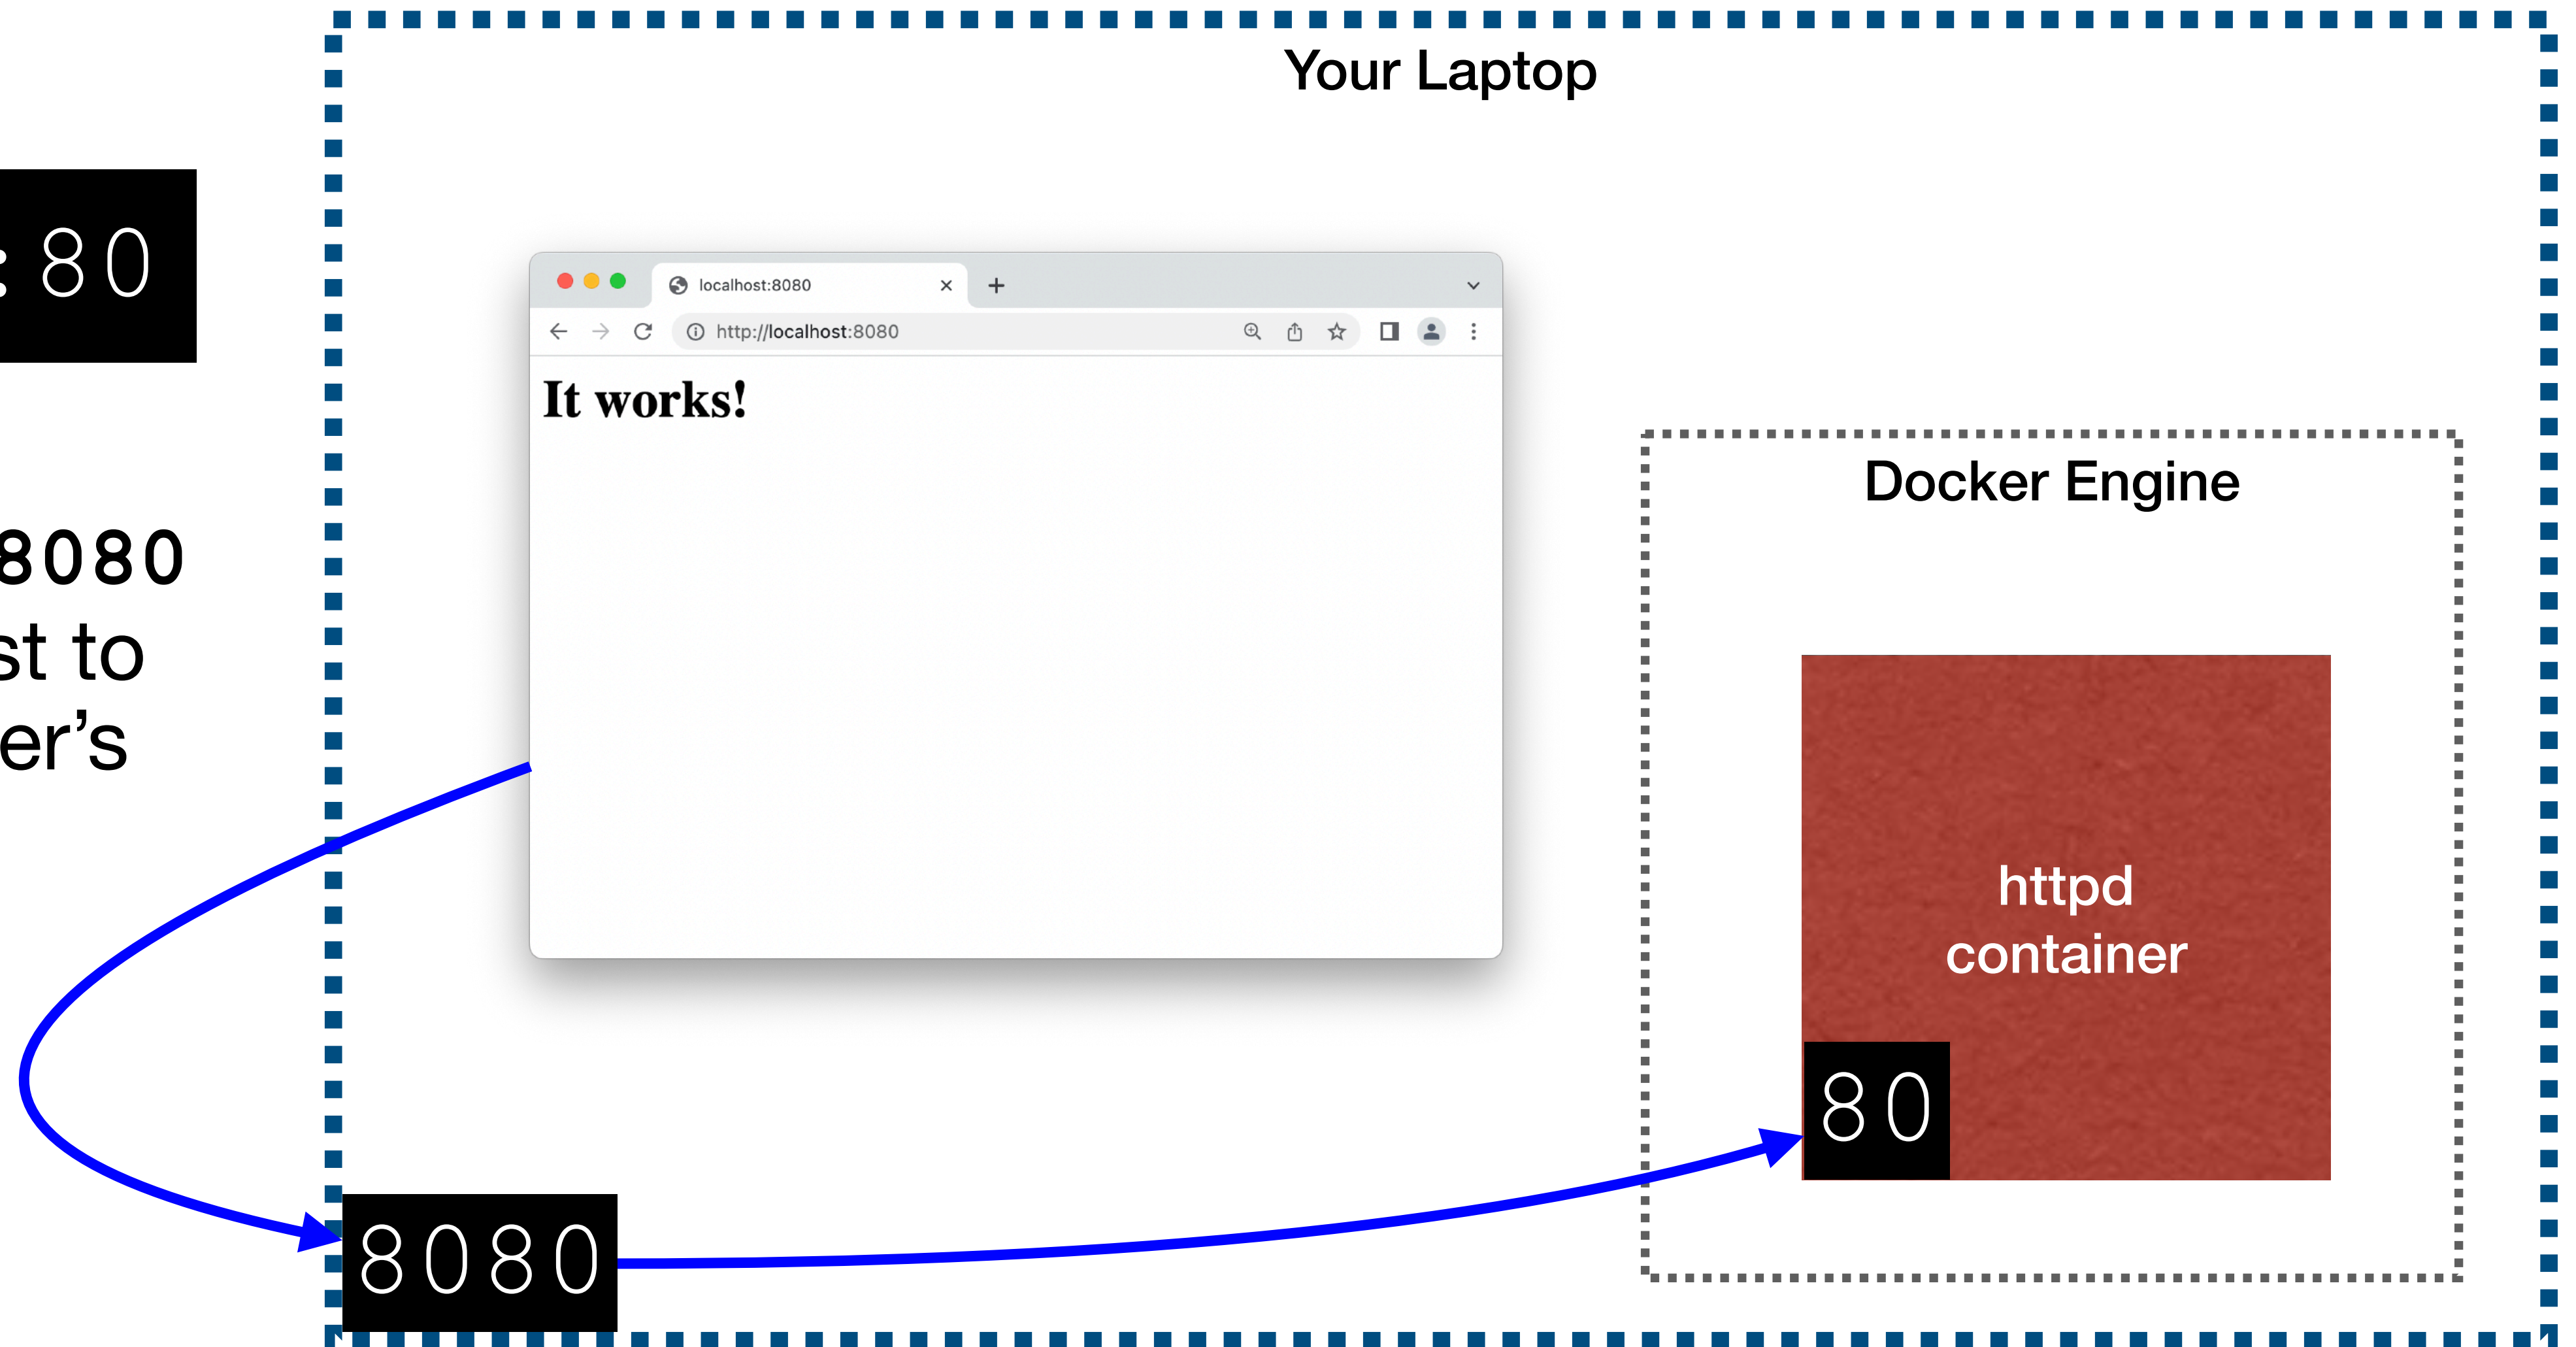 :80
8080
st to
er’s
Your Laptop
localhost:8080
http://localhost:8080
It works!
Docker Engine
httpd
container
80
8080